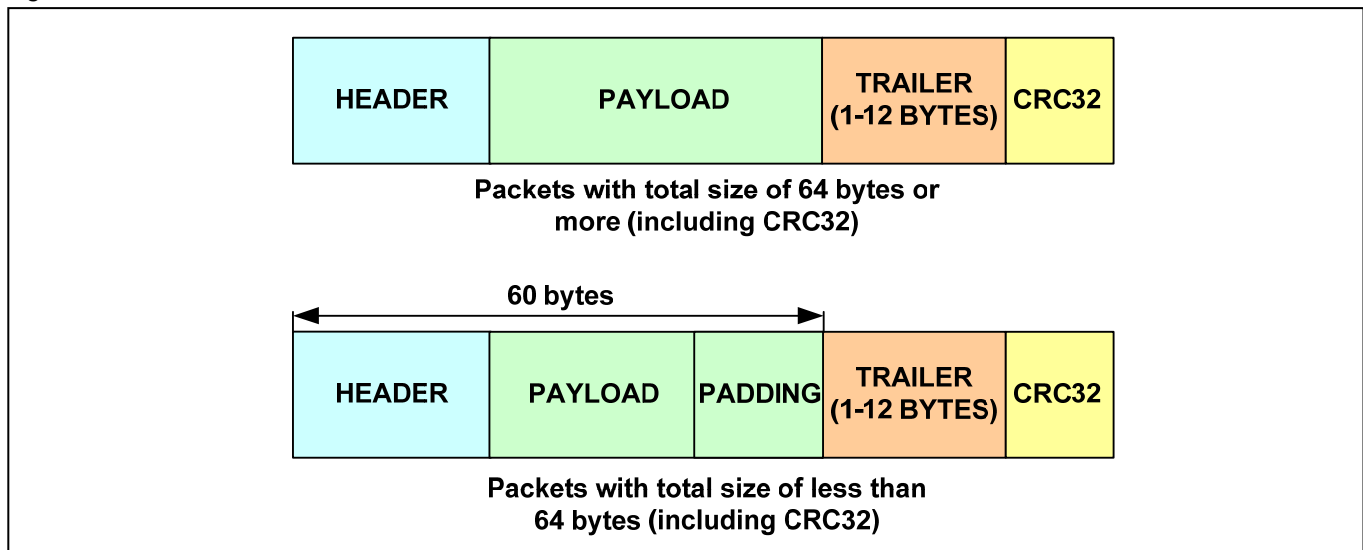 HEADER
PAYLOAD
TRAILER
(1-12 BYTES)
CRC32
Packets with total size of 64 bytes or
more (including CRC32)
60 bytes
HEADER
PAYLOAD
PADDING
TRAILER
(1-12 BYTES)
CRC32
Packets with total size of less than
64 bytes (including CRC32)